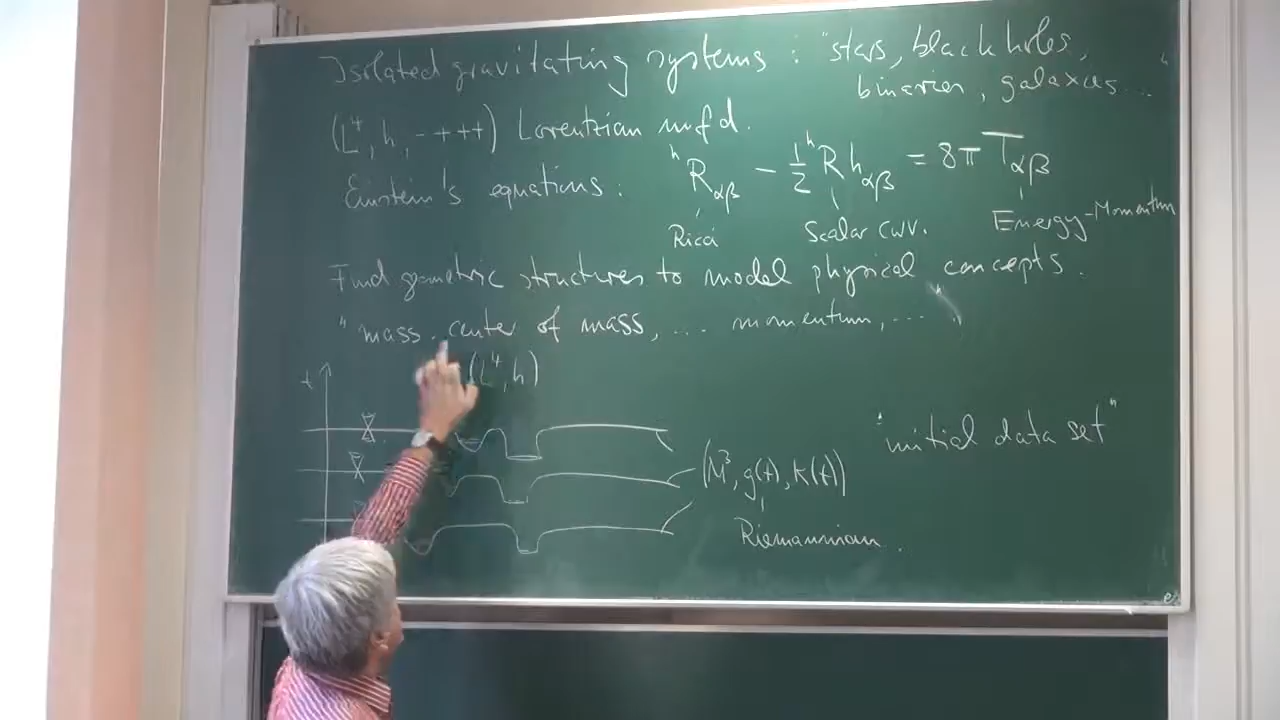 Isolated gravitating systems : "stars, black holes,
binaries, galaxies ... "
(L⁴, h, -+++) Lorentzian mfd.
Einstein's equations : ʰR_αβ - 1/2 ʰR h_αβ = 8π T_αβ
Ricci Scalar curv. Energy-Momentum
Find geometric structures to model physical concepts.
"mass, center of mass, ... momentum, ... "
t (L⁴, h)
"initial data set"
(M³, g(t), K(t))
Riemannian.